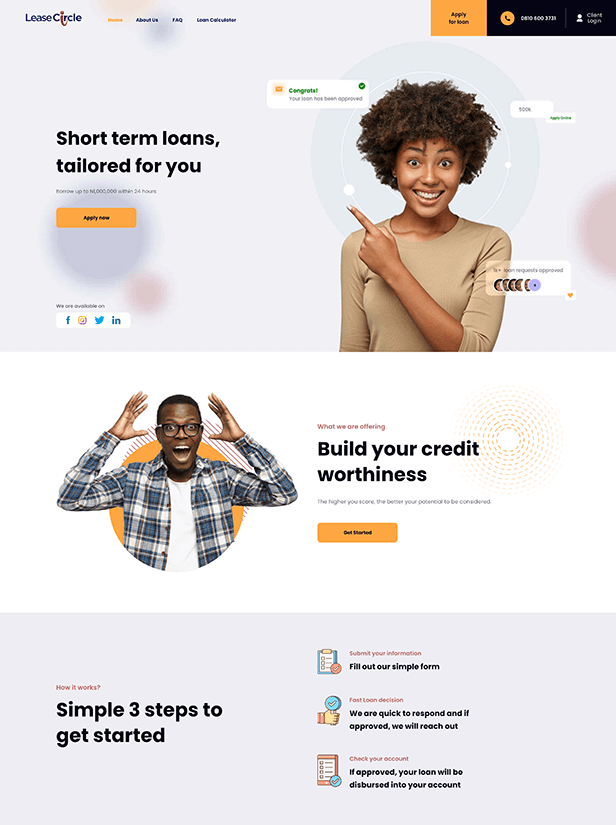 LeaseCircle
Home About Us FAQ Loan Calculator
Apply
for loan
0810 600 3731
Client
Login
Congrats!
Your loan has been approved
500k
Apply Online
Short term loans,
tailored for you
Borrow up to N1,000,000 within 24 hours
Apply now
1k+ loan requests approved
We are available on
What we are offering
Build your credit
worthiness
The higher you score, the better your potential to be considered.
Get Started
How it works?
Simple 3 steps to
get started
Submit your information
Fill out our simple form
Fast Loan decision
We are quick to respond and if
approved, we will reach out
Check your account
If approved, your loan will be
disbursed into your account